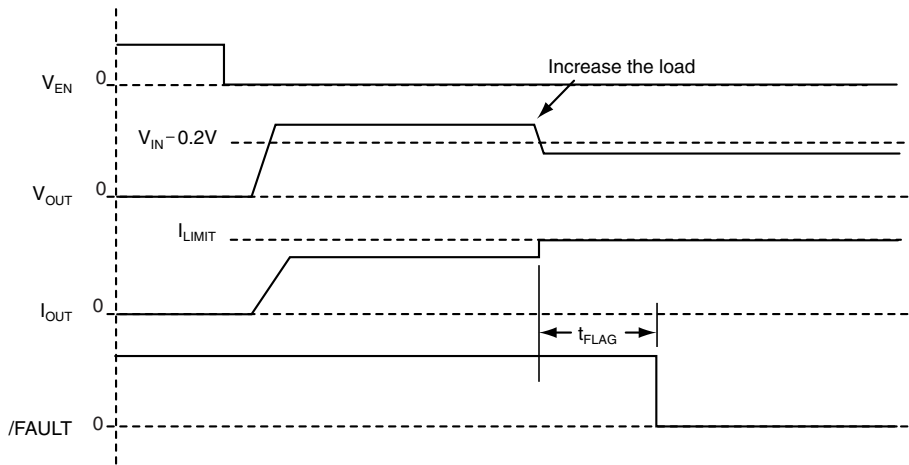 Increase the load
V_EN 0
V_IN−0.2V
V_OUT 0
I_LIMIT
I_OUT 0
t_FLAG
/FAULT 0